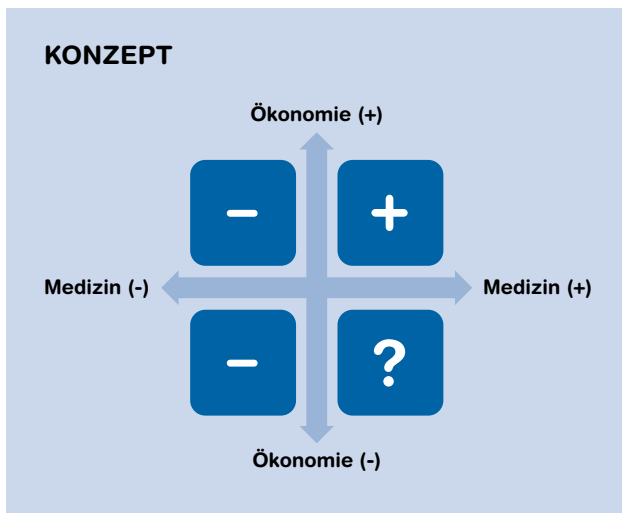 KONZEPT
Ökonomie (+)
− +
Medizin (-) Medizin (+)
− ?
Ökonomie (-)